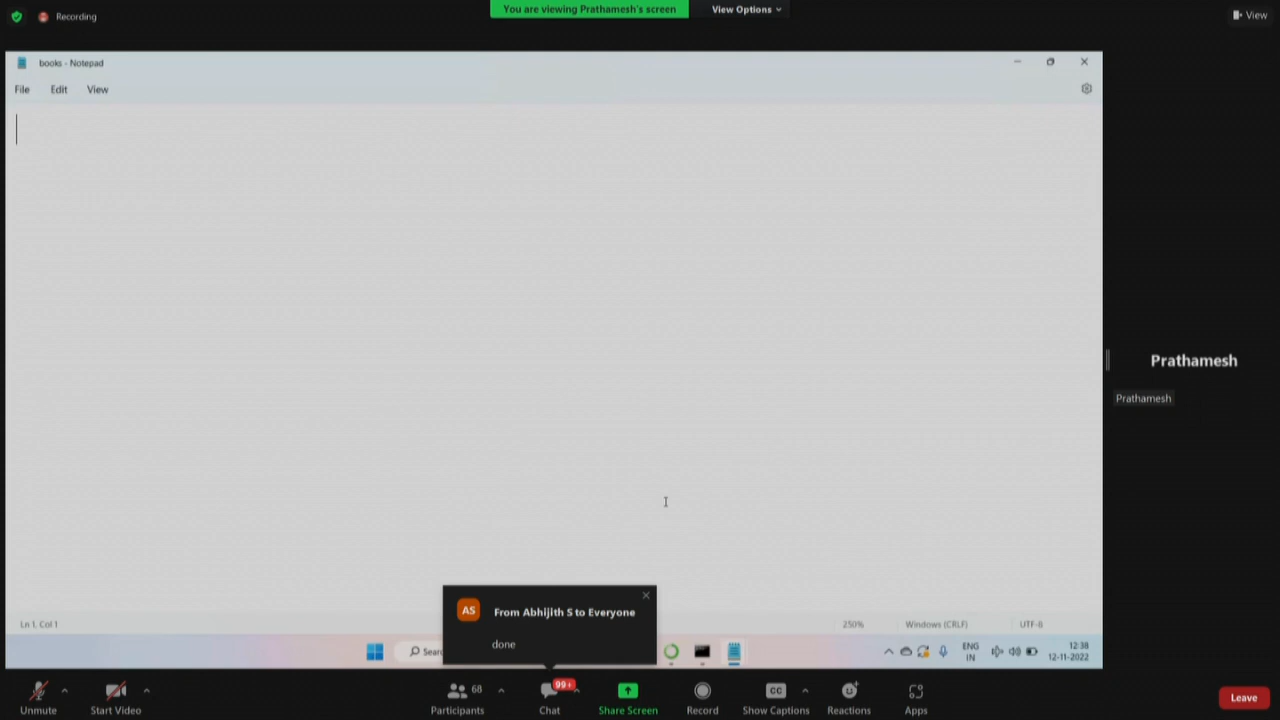 Recording
You are viewing Prathamesh's screen
View Options
View
books - Notepad
File Edit View
Prathamesh
Prathamesh
AS
From Abhijith S to Everyone
done
Ln 1, Col 1
250%
Windows (CRLF)
UTF-8
Sear
ENG
IN
12:38
12-11-2022
Unmute
Start Video
68
Participants
99+
Chat
Share Screen
Record
CC
Show Captions
Reactions
Apps
Leave